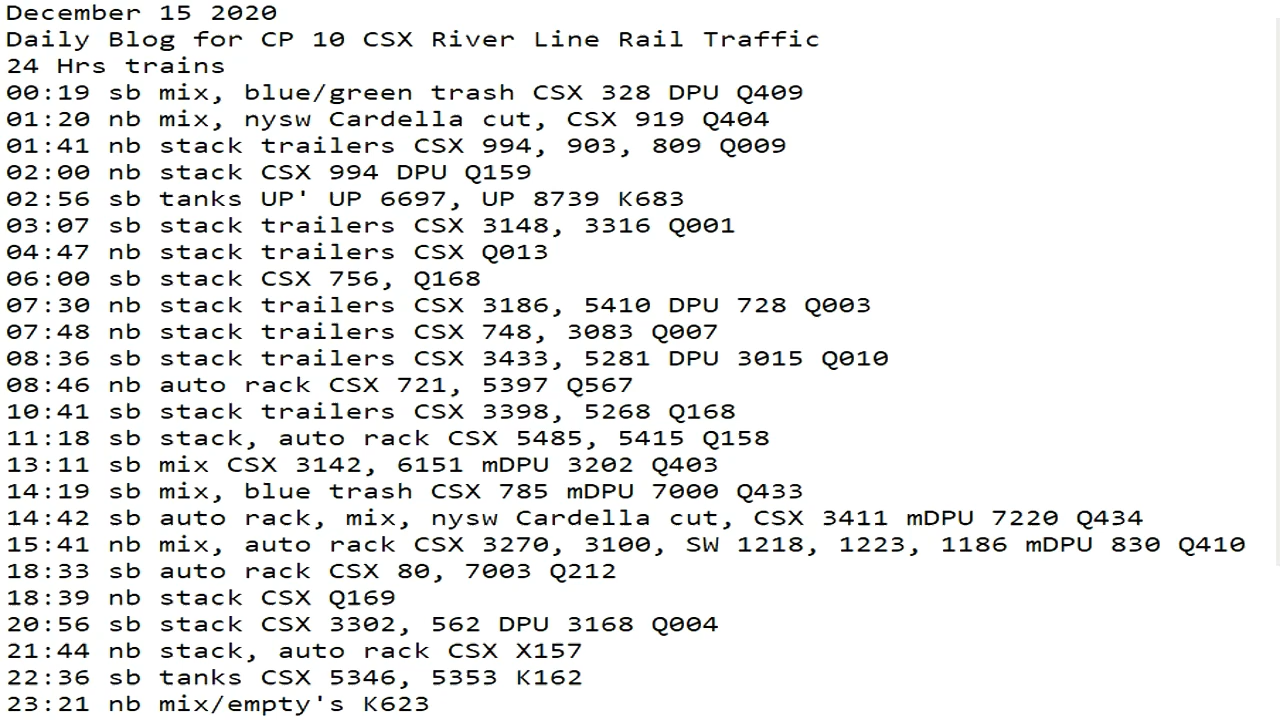 December 15 2020
Daily Blog for CP 10 CSX River Line Rail Traffic
24 Hrs trains
00:19 sb mix, blue/green trash CSX 328 DPU Q409
01:20 nb mix, nysw Cardella cut, CSX 919 Q404
01:41 nb stack trailers CSX 994, 903, 809 Q009
02:00 nb stack CSX 994 DPU Q159
02:56 sb tanks UP' UP 6697, UP 8739 K683
03:07 sb stack trailers CSX 3148, 3316 Q001
04:47 nb stack trailers CSX Q013
06:00 sb stack CSX 756, Q168
07:30 nb stack trailers CSX 3186, 5410 DPU 728 Q003
07:48 nb stack trailers CSX 748, 3083 Q007
08:36 sb stack trailers CSX 3433, 5281 DPU 3015 Q010
08:46 nb auto rack CSX 721, 5397 Q567
10:41 sb stack trailers CSX 3398, 5268 Q168
11:18 sb stack, auto rack CSX 5485, 5415 Q158
13:11 sb mix CSX 3142, 6151 mDPU 3202 Q403
14:19 sb mix, blue trash CSX 785 mDPU 7000 Q433
14:42 sb auto rack, mix, nysw Cardella cut, CSX 3411 mDPU 7220 Q434
15:41 nb mix, auto rack CSX 3270, 3100, SW 1218, 1223, 1186 mDPU 830 Q410
18:33 sb auto rack CSX 80, 7003 Q212
18:39 nb stack CSX Q169
20:56 sb stack CSX 3302, 562 DPU 3168 Q004
21:44 nb stack, auto rack CSX X157
22:36 sb tanks CSX 5346, 5353 K162
23:21 nb mix/empty's K623